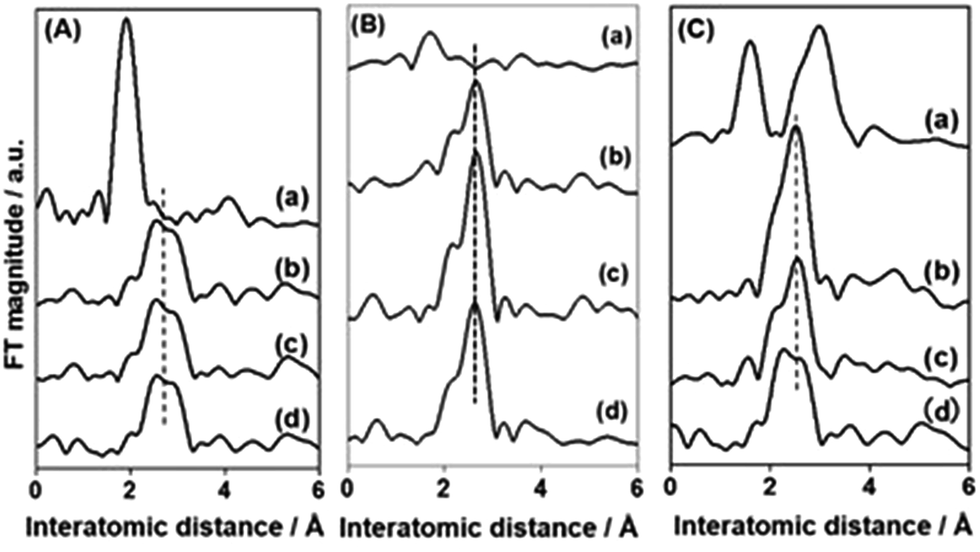 (A)
(a)
(b)
(c)
(d)
FT magnitude / a.u.
0 2 4 6
Interatomic distance / Å
(B)
(a)
(b)
(c)
(d)
0 2 4 6
Interatomic distance / Å
(C)
(a)
(b)
(c)
(d)
0 2 4 6
Interatomic distance / Å